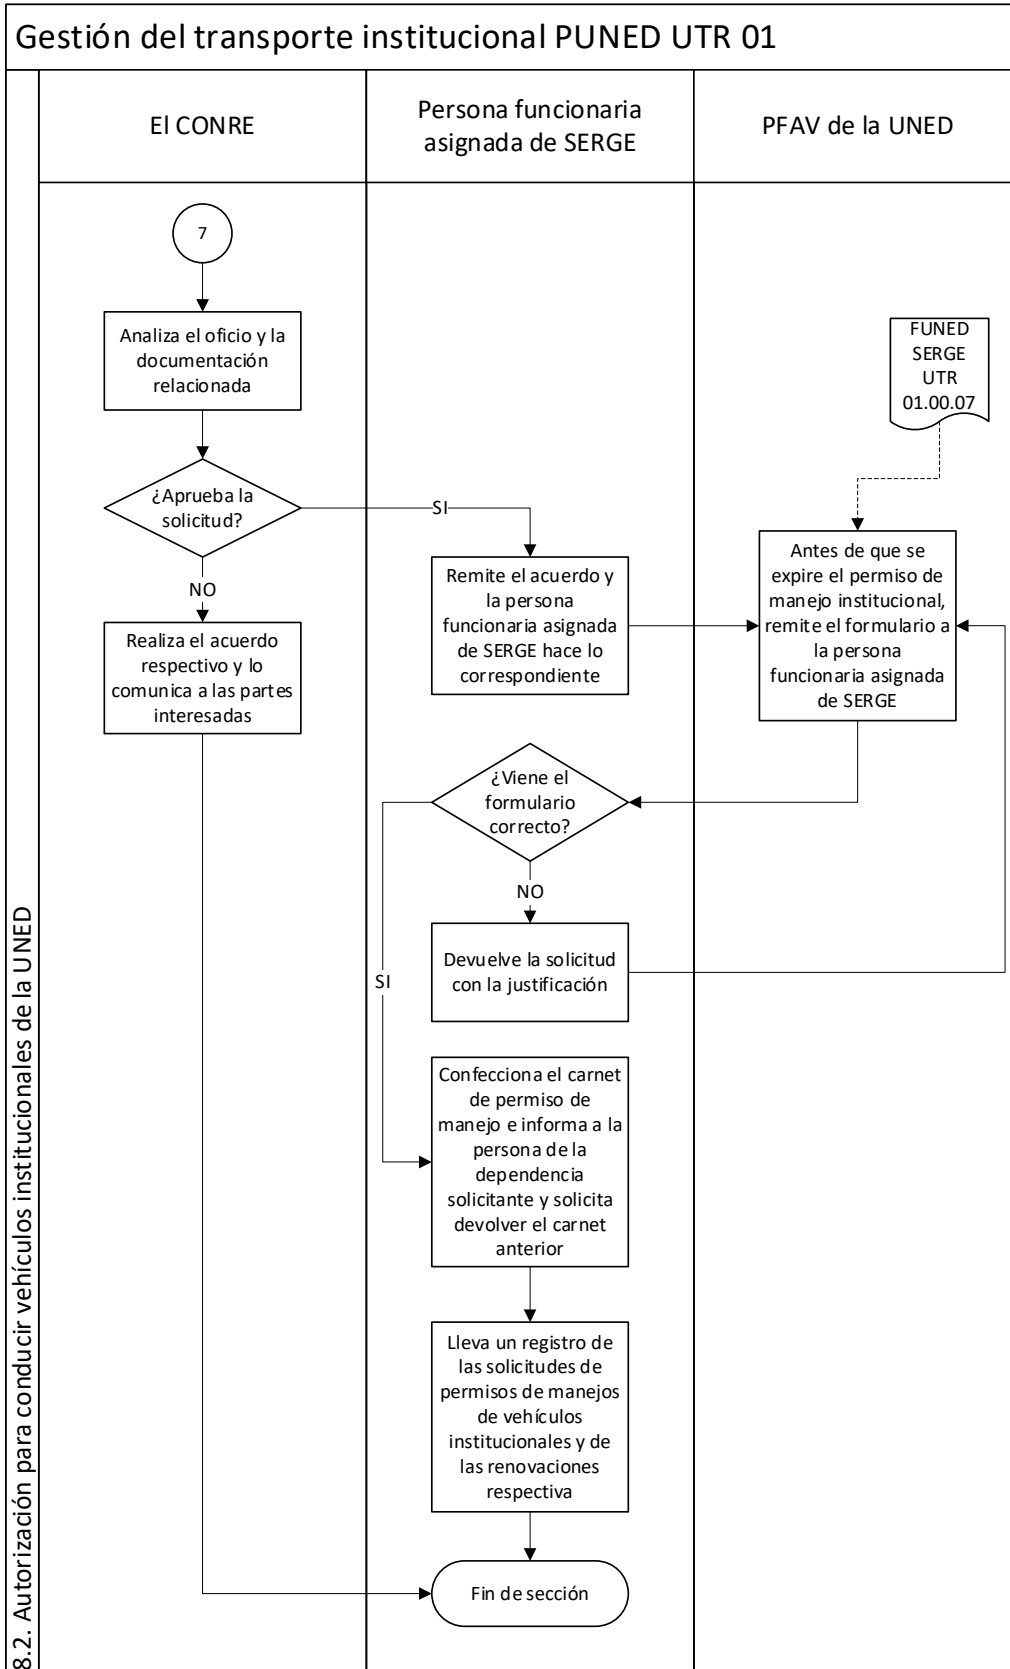 Gestión del transporte institucional PUNED UTR 01
El CONRE
Persona funcionaria
asignada de SERGE
PFAV de la UNED
8.2. Autorización para conducir vehículos institucionales de la UNED
7
Analiza el oficio y la
documentación
relacionada
FUNED
SERGE
UTR
01.00.07
¿Aprueba la
solicitud?
SI
NO
Realiza el acuerdo
respectivo y lo
comunica a las partes
interesadas
Remite el acuerdo y
la persona
funcionaria asignada
de SERGE hace lo
correspondiente
Antes de que se
expire el permiso de
manejo institucional,
remite el formulario a
la persona
funcionaria asignada
de SERGE
¿Viene el
formulario
correcto?
NO
SI
Devuelve la solicitud
con la justificación
Confecciona el carnet
de permiso de
manejo e informa a la
persona de la
dependencia
solicitante y solicita
devolver el carnet
anterior
Lleva un registro de
las solicitudes de
permisos de manejos
de vehículos
institucionales y de
las renovaciones
respectiva
Fin de sección